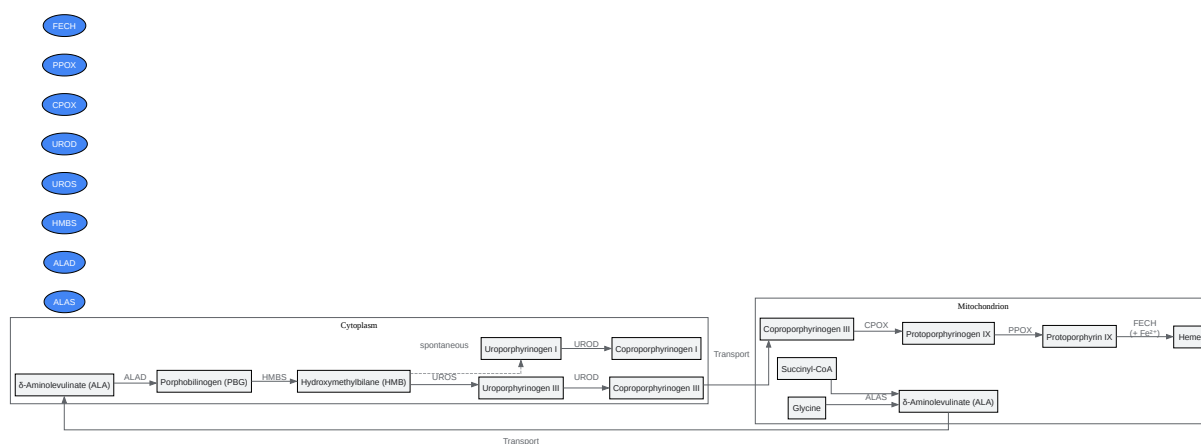 FECH
PPOX
CPOX
UROD
UROS
HMBS
ALAD
ALAS
Cytoplasm
spontaneous
Uroporphyrinogen I
UROD
Coproporphyrinogen I
δ-Aminolevulinate (ALA)
ALAD
Porphobilinogen (PBG)
HMBS
Hydroxymethylbilane (HMB)
UROS
Uroporphyrinogen III
UROD
Coproporphyrinogen III
Transport
Mitochondrion
Coproporphyrinogen III
CPOX
Protoporphyrinogen IX
PPOX
Protoporphyrin IX
FECH
(+ Fe²⁺)
Heme
Succinyl-CoA
Glycine
ALAS
δ-Aminolevulinate (ALA)
Transport